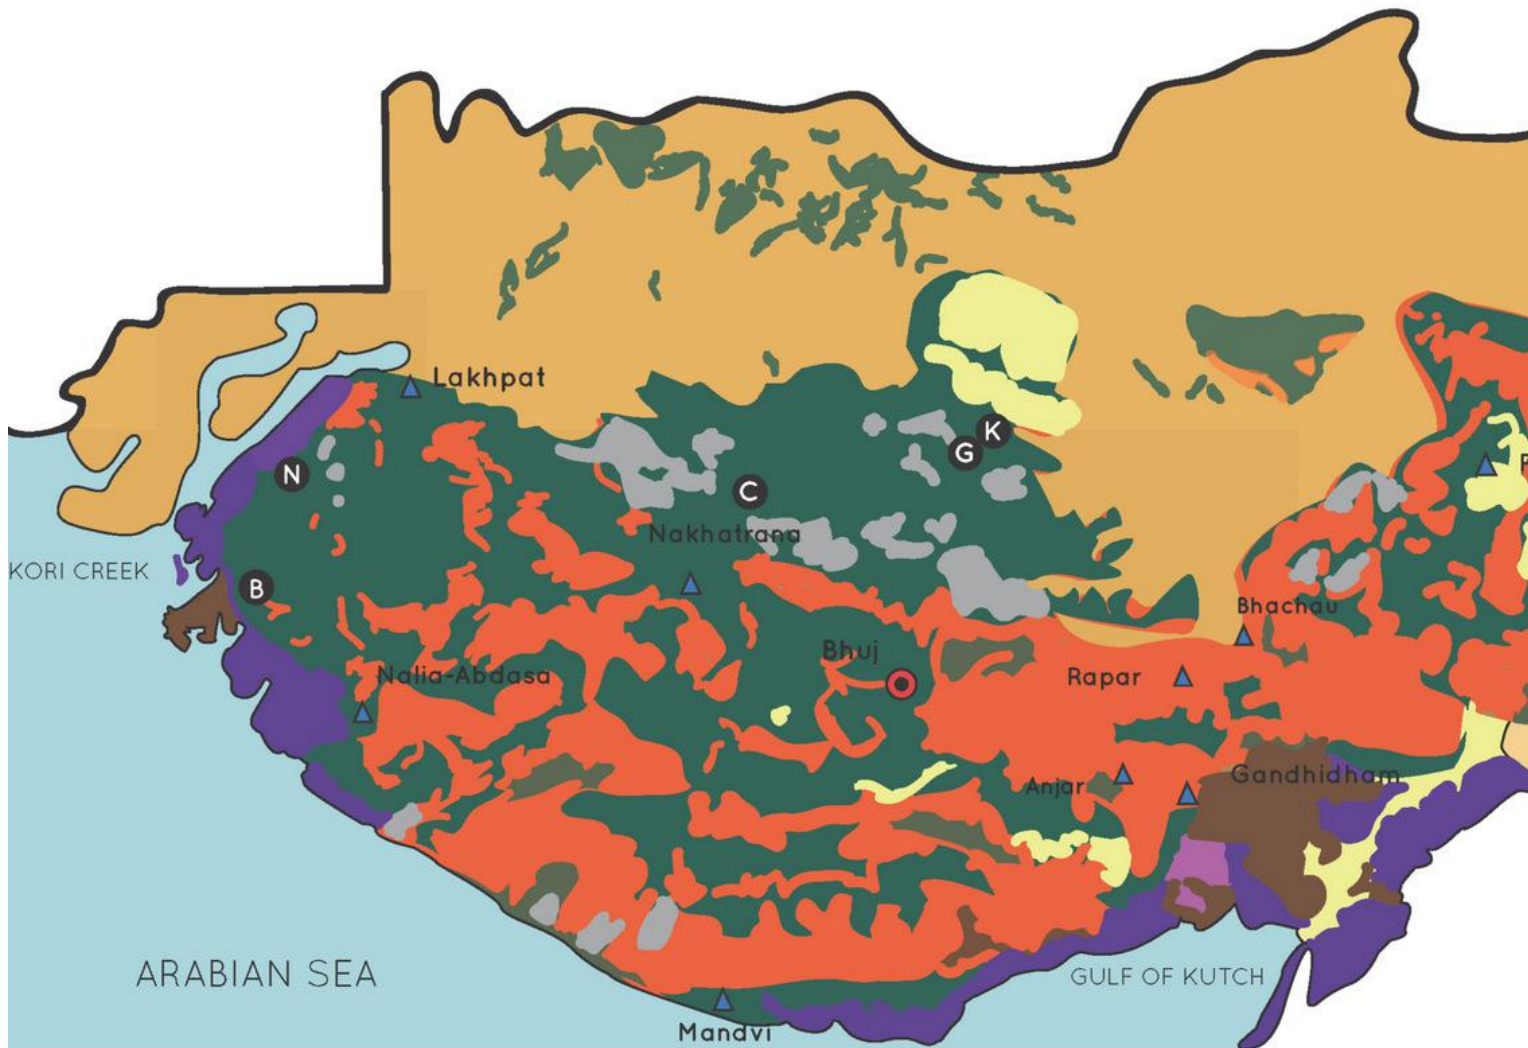 Lakhpat
K
G
N
C
Nakhatrana
KORI CREEK
B
Bhachau
Bhuj
Rapar
Nalia-Abdasa
Gandhidham
Anjar
ARABIAN SEA
GULF OF KUTCH
Mandvi